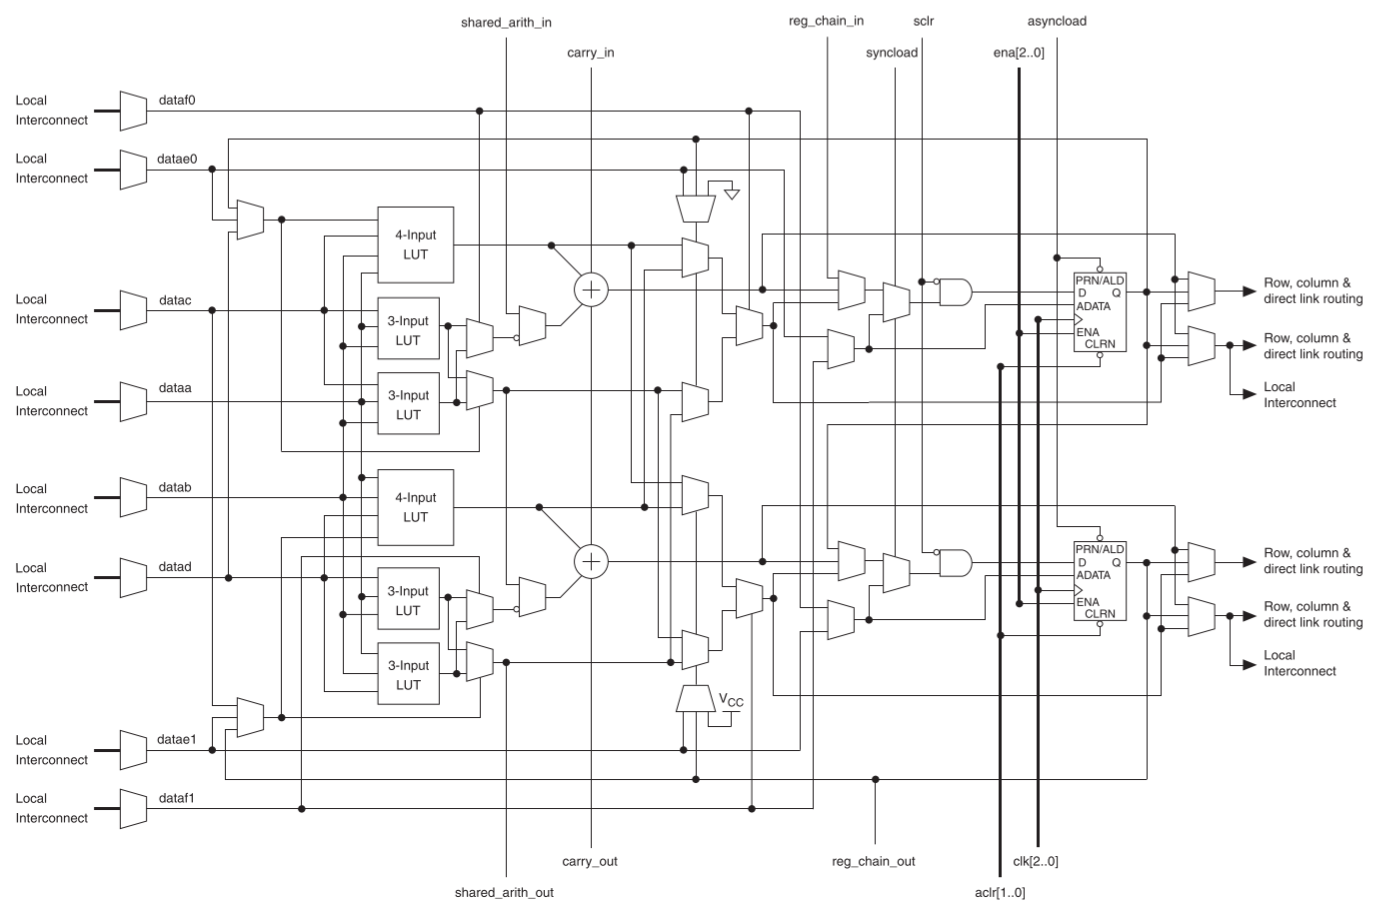 shared_arith_in
reg_chain_in
sclr
asyncload
carry_in
syncload
ena[2..0]
Local
Interconnect
dataf0
Local
Interconnect
datae0
4-Input
LUT
PRN/ALD
D Q
ADATA
ENA
CLRN
Row, column &
direct link routing
Local
Interconnect
datac
3-Input
LUT
Row, column &
direct link routing
Local
Interconnect
dataa
3-Input
LUT
Local
Interconnect
Local
Interconnect
datab
4-Input
LUT
Local
Interconnect
datad
3-Input
LUT
PRN/ALD
D Q
ADATA
ENA
CLRN
Row, column &
direct link routing
Row, column &
direct link routing
3-Input
LUT
Local
Interconnect
VCC
Local
Interconnect
datae1
Local
Interconnect
dataf1
carry_out
reg_chain_out
clk[2..0]
shared_arith_out
aclr[1..0]